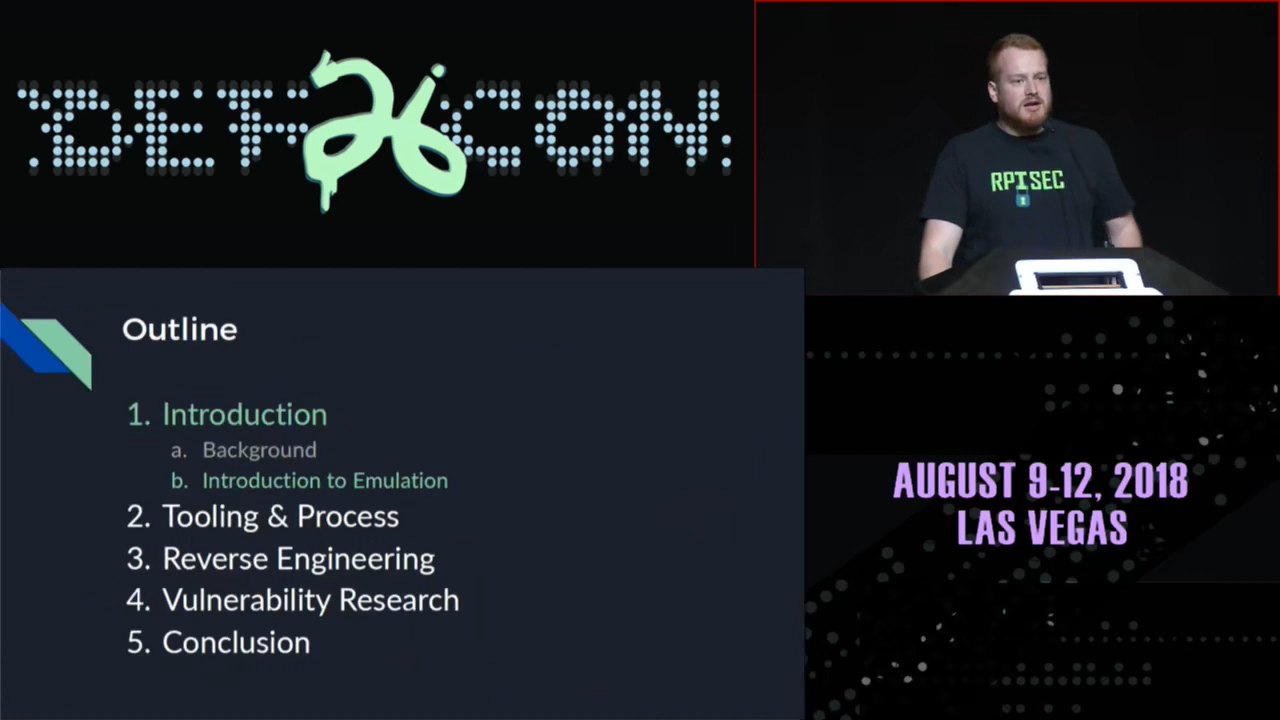 DEF 26 CON
RPISEC
Outline
1. Introduction
a. Background
b. Introduction to Emulation
2. Tooling & Process
3. Reverse Engineering
4. Vulnerability Research
5. Conclusion
AUGUST 9-12, 2018
LAS VEGAS